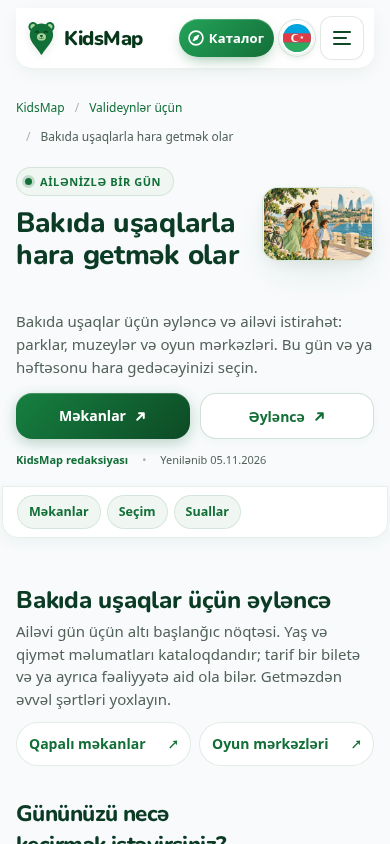 KidsMap
Каталог
KidsMap / Valideynlər üçün
/ Bakıda uşaqlarla hara getmək olar
AİLƏNİZLƏ BİR GÜN
Bakıda uşaqlarla
hara getmək olar
Bakıda uşaqlar üçün əyləncə və ailəvi istirahət:
parklar, muzeylər və oyun mərkəzləri. Bu gün və ya
həftəsonu hara gedəcəyinizi seçin.
Məkanlar ↗ Əyləncə ↗
KidsMap redaksiyası • Yenilənib 05.11.2026
Məkanlar Seçim Suallar
Bakıda uşaqlar üçün əyləncə
Ailəvi gün üçün altı başlanğıc nöqtəsi. Yaş və
qiymət məlumatları kataloqdandır; tarif bir biletə
və ya ayrıca fəaliyyətə aid ola bilər. Getməzdən
əvvəl şərtləri yoxlayın.
Qapalı məkanlar ↗ Oyun mərkəzləri ↗
Gününüzü necə
keçirmək istəyirsiniz?